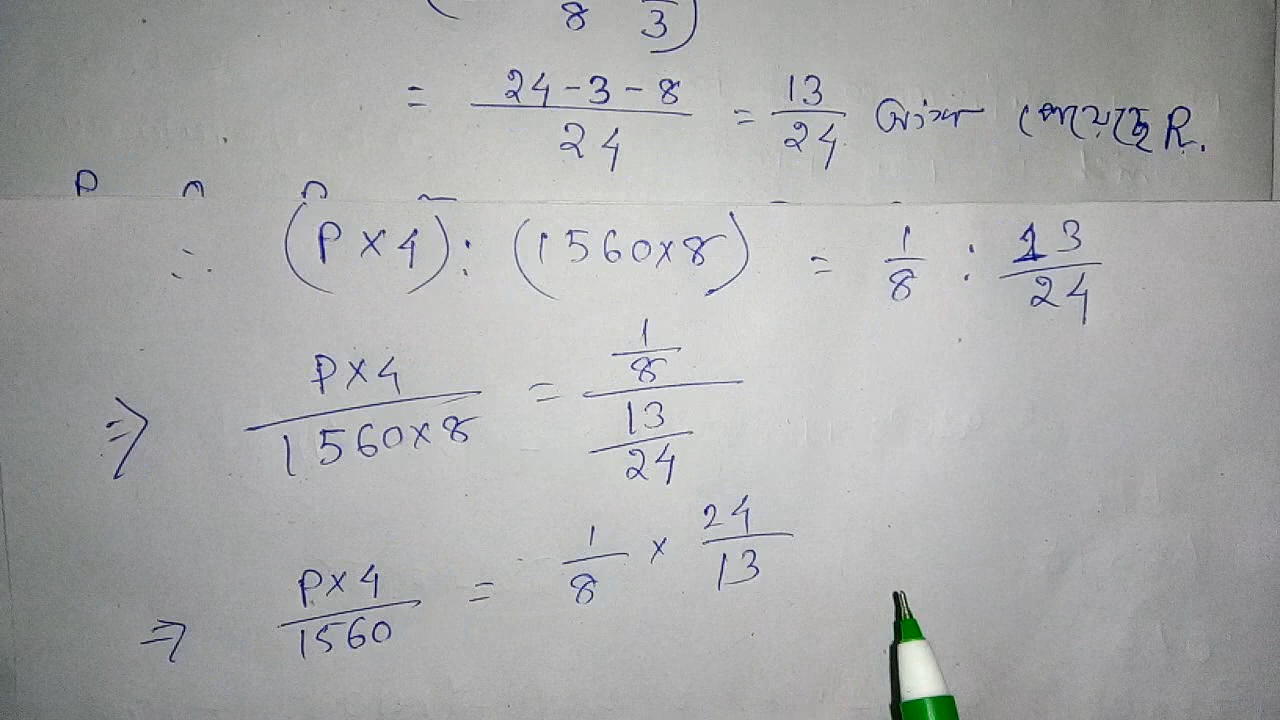 8 3 )
= 24-3-8 / 24 = 13/24 R.
∴ (P×4) : (1560×8) = 1/8 : 13/24
⇒ P×4 / 1560×8 = 1/8 / 13/24
⇒ P×4 / 1560 = 1/8 × 24/13